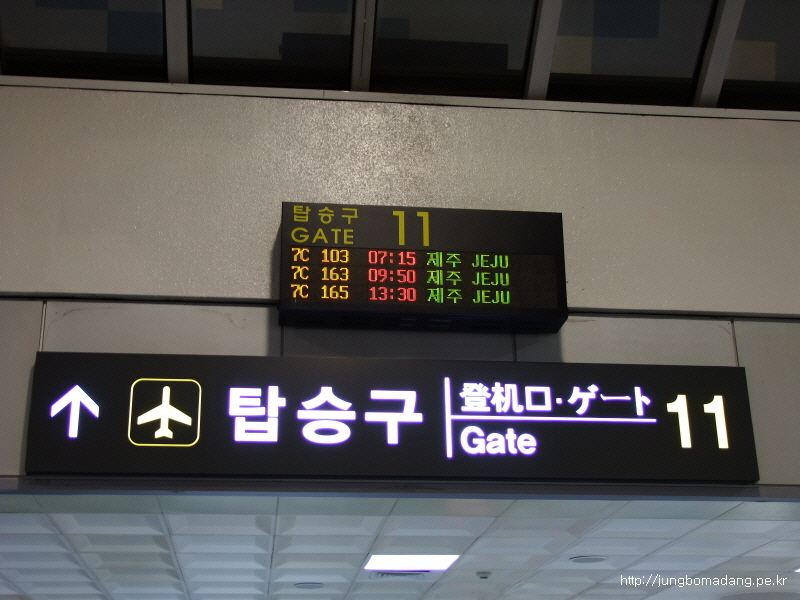 탑승구 11
GATE
7C 103 07:15 제주 JEJU
7C 163 09:50 제주 JEJU
7C 165 13:30 제주 JEJU
탑승구 登机口·ゲート 11
Gate
http://jungbomadang.pe.kr